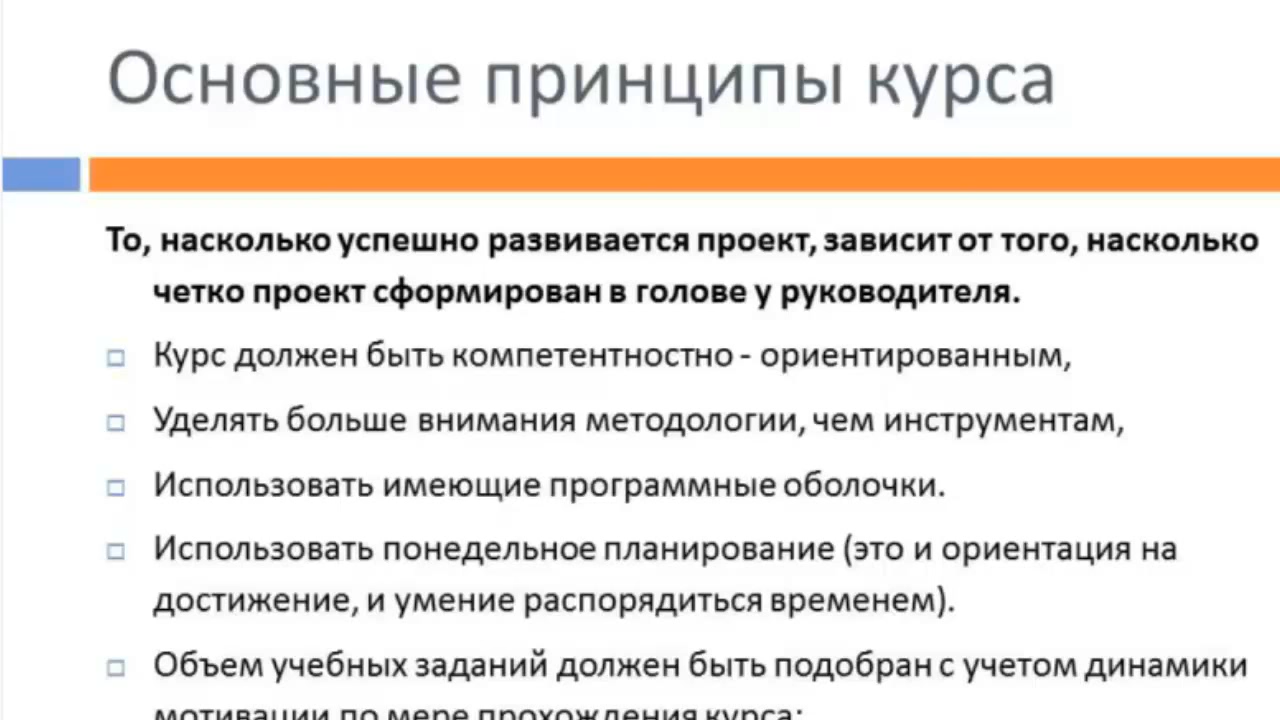 Основные принципы курса
То, насколько успешно развивается проект, зависит от того, насколько
четко проект сформирован в голове у руководителя.
Курс должен быть компетентностно - ориентированным,
Уделять больше внимания методологии, чем инструментам,
Использовать имеющие программные оболочки.
Использовать понедельное планирование (это и ориентация на
достижение, и умение распорядиться временем).
Объем учебных заданий должен быть подобран с учетом динамики
мотивации по мере прохождения курса;